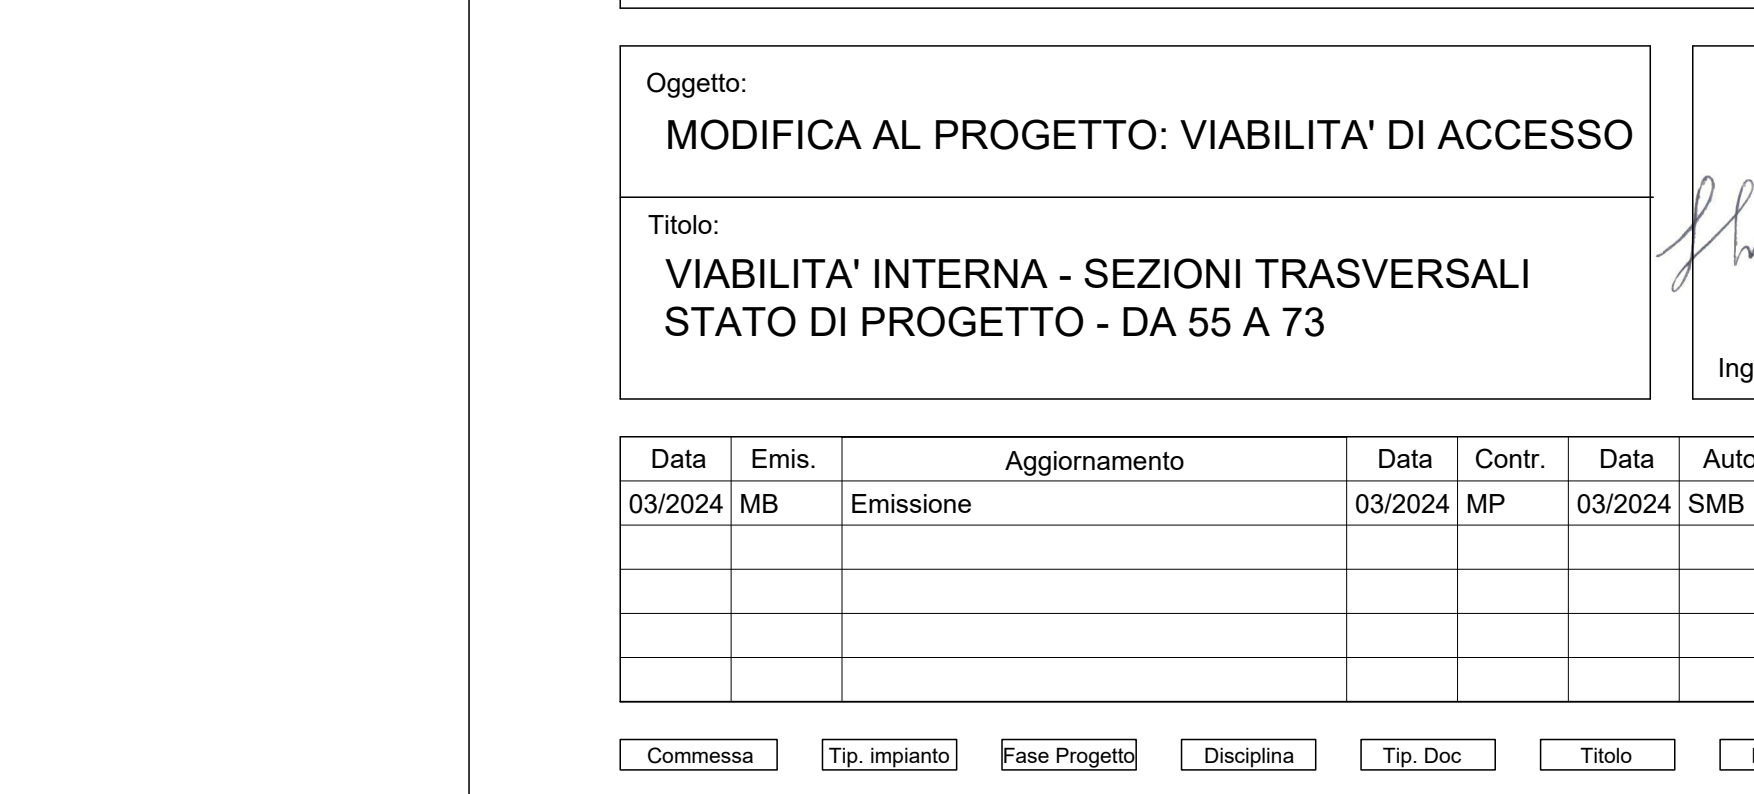 Oggetto:
MODIFICA AL PROGETTO: VIABILITA' DI ACCESSO
Titolo:
VIABILITA' INTERNA - SEZIONI TRASVERSALI
STATO DI PROGETTO - DA 55 A 73
Ing
Data Emis. Aggiornamento Data Contr. Data Auto
03/2024 MB Emissione 03/2024 MP 03/2024 SMB
Commessa Tip. impianto Fase Progetto Disciplina Tip. Doc Titolo